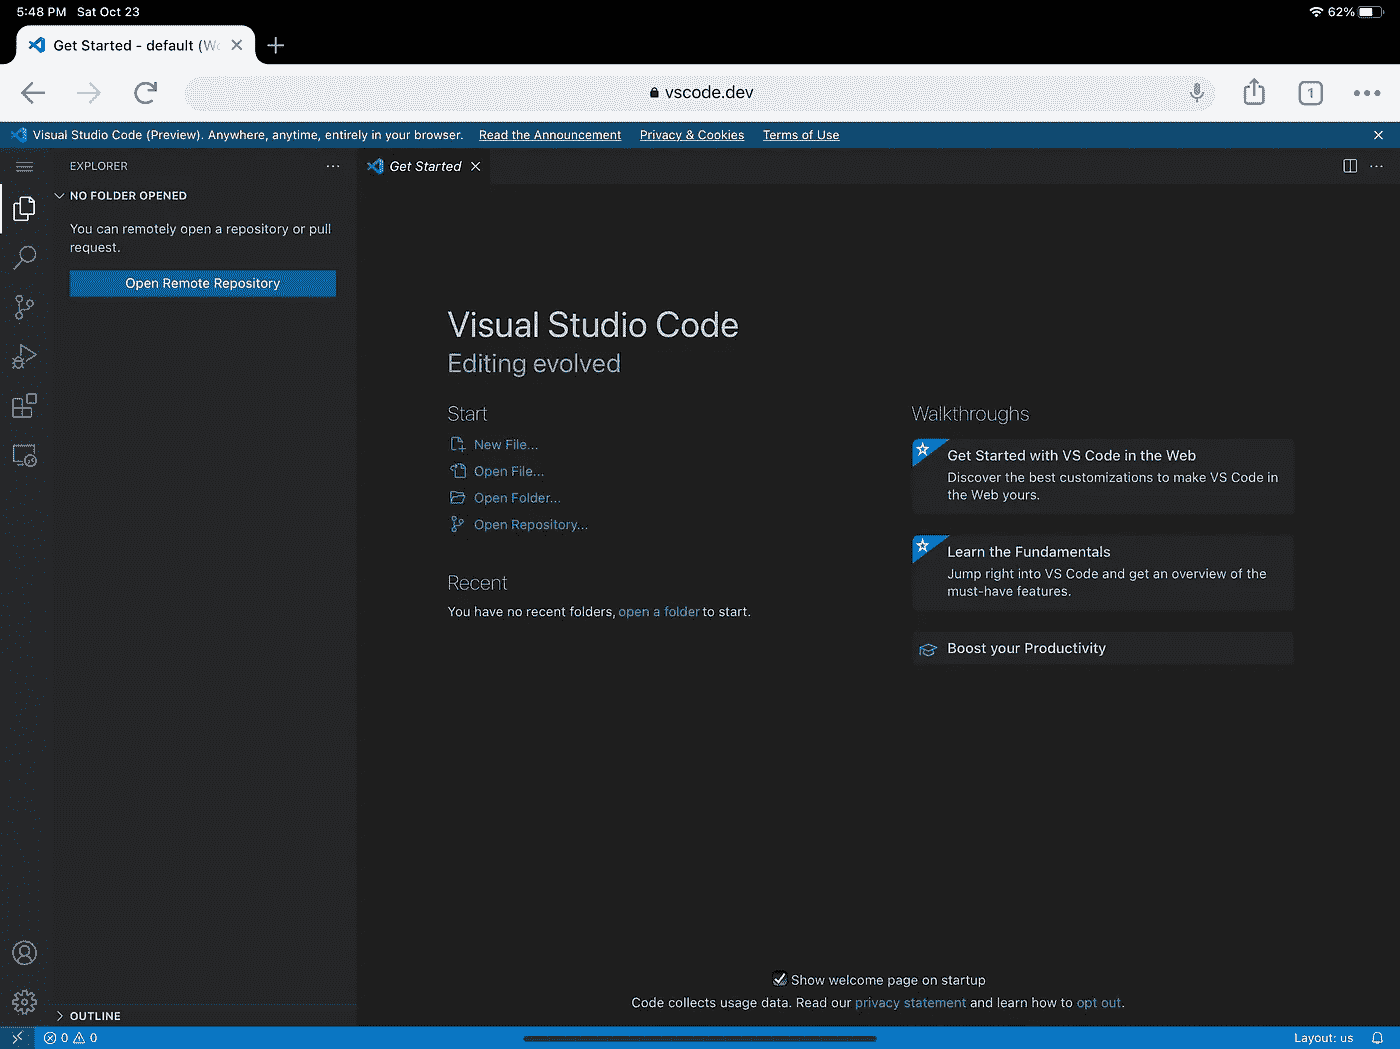 5:48 PM Sat Oct 23
62%
Get Started - default (Wo
vscode.dev
1
Visual Studio Code (Preview). Anywhere, anytime, entirely in your browser. Read the Announcement Privacy & Cookies Terms of Use
EXPLORER
Get Started
NO FOLDER OPENED
You can remotely open a repository or pull
request.
Open Remote Repository
Visual Studio Code
Editing evolved
Start
New File...
Open File...
Open Folder...
Open Repository...
Recent
You have no recent folders, open a folder to start.
Walkthroughs
Get Started with VS Code in the Web
Discover the best customizations to make VS Code in
the Web yours.
Learn the Fundamentals
Jump right into VS Code and get an overview of the
must-have features.
Boost your Productivity
Show welcome page on startup
Code collects usage data. Read our privacy statement and learn how to opt out.
OUTLINE
0 0
Layout: us